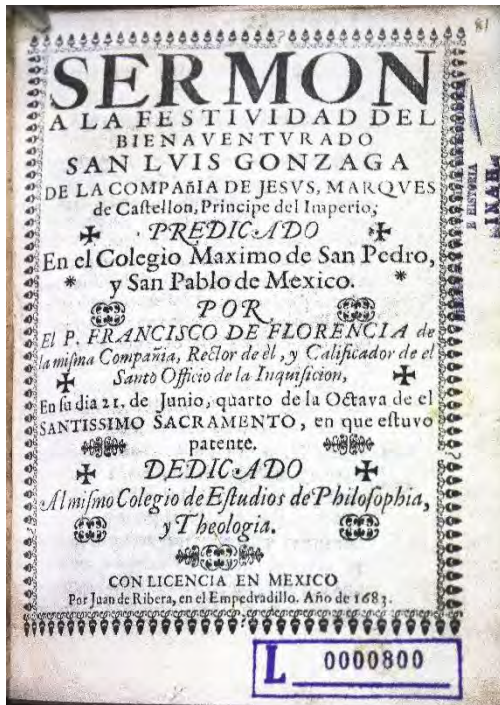 81
SERMON
A LA FESTIVIDAD DEL
BIENAVENTVRADO
SAN LVIS GONZAGA
DE LA COMPAñIA DE JESVS, MARQVES
de Caſtellon, Principe del Imperio;
PREDICADO
En el Colegio Maximo de San Pedro,
y San Pablo de Mexico.
POR
El P. FRANCISCO DE FLORENCIA de
la miſma Compañia, Rector de èl, y Calificador de el
Santo Officio de la Inquiſicion,
En ſu dia 21. de Junio, quarto de la Octava de el
SANTISSIMO SACRAMENTO, en que eſtuvo
patente.
DEDICADO
Al miſmo Colegio de Eſtudios de Philoſophia,
y Theologia.
CON LICENCIA EN MEXICO
Por Juan de Ribera, en el Empedradillo. Año de 1683.
E HISTORIA
INAH
L 0000800